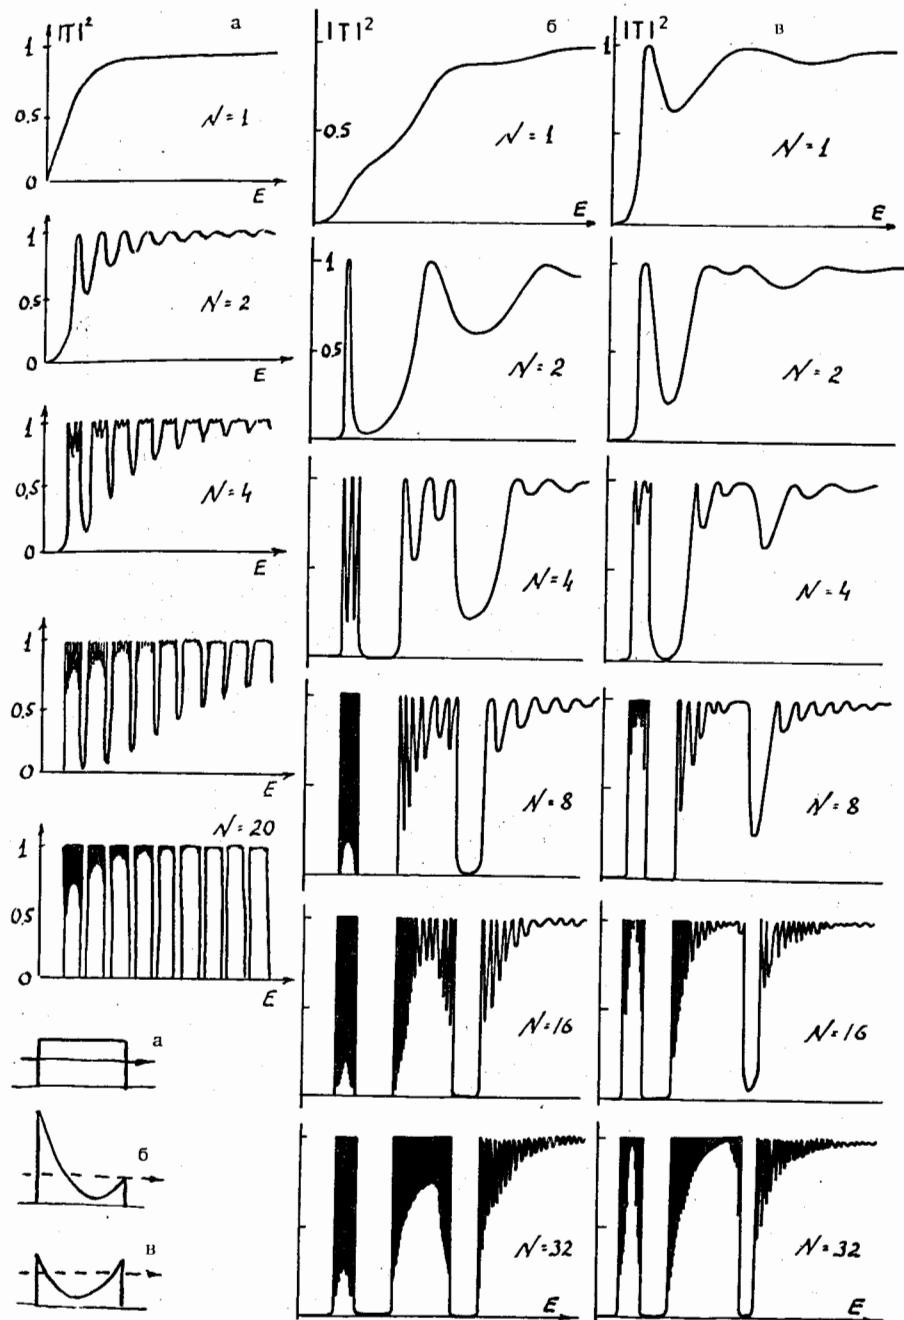 |T|²
а
1
0,5
0
N=1
E
1
0,5
0
N=2
E
1
0,5
0
N=4
E
1
0,5
0
E
N=20
1
0,5
0
E
а
б
в
|T|²
б
0.5
N=1
E
1
0.5
N=2
N=4
N=8
N=16
N=32
E
|T|²
в
1
N=1
E
N=2
N=4
N=8
N=16
N=32
E